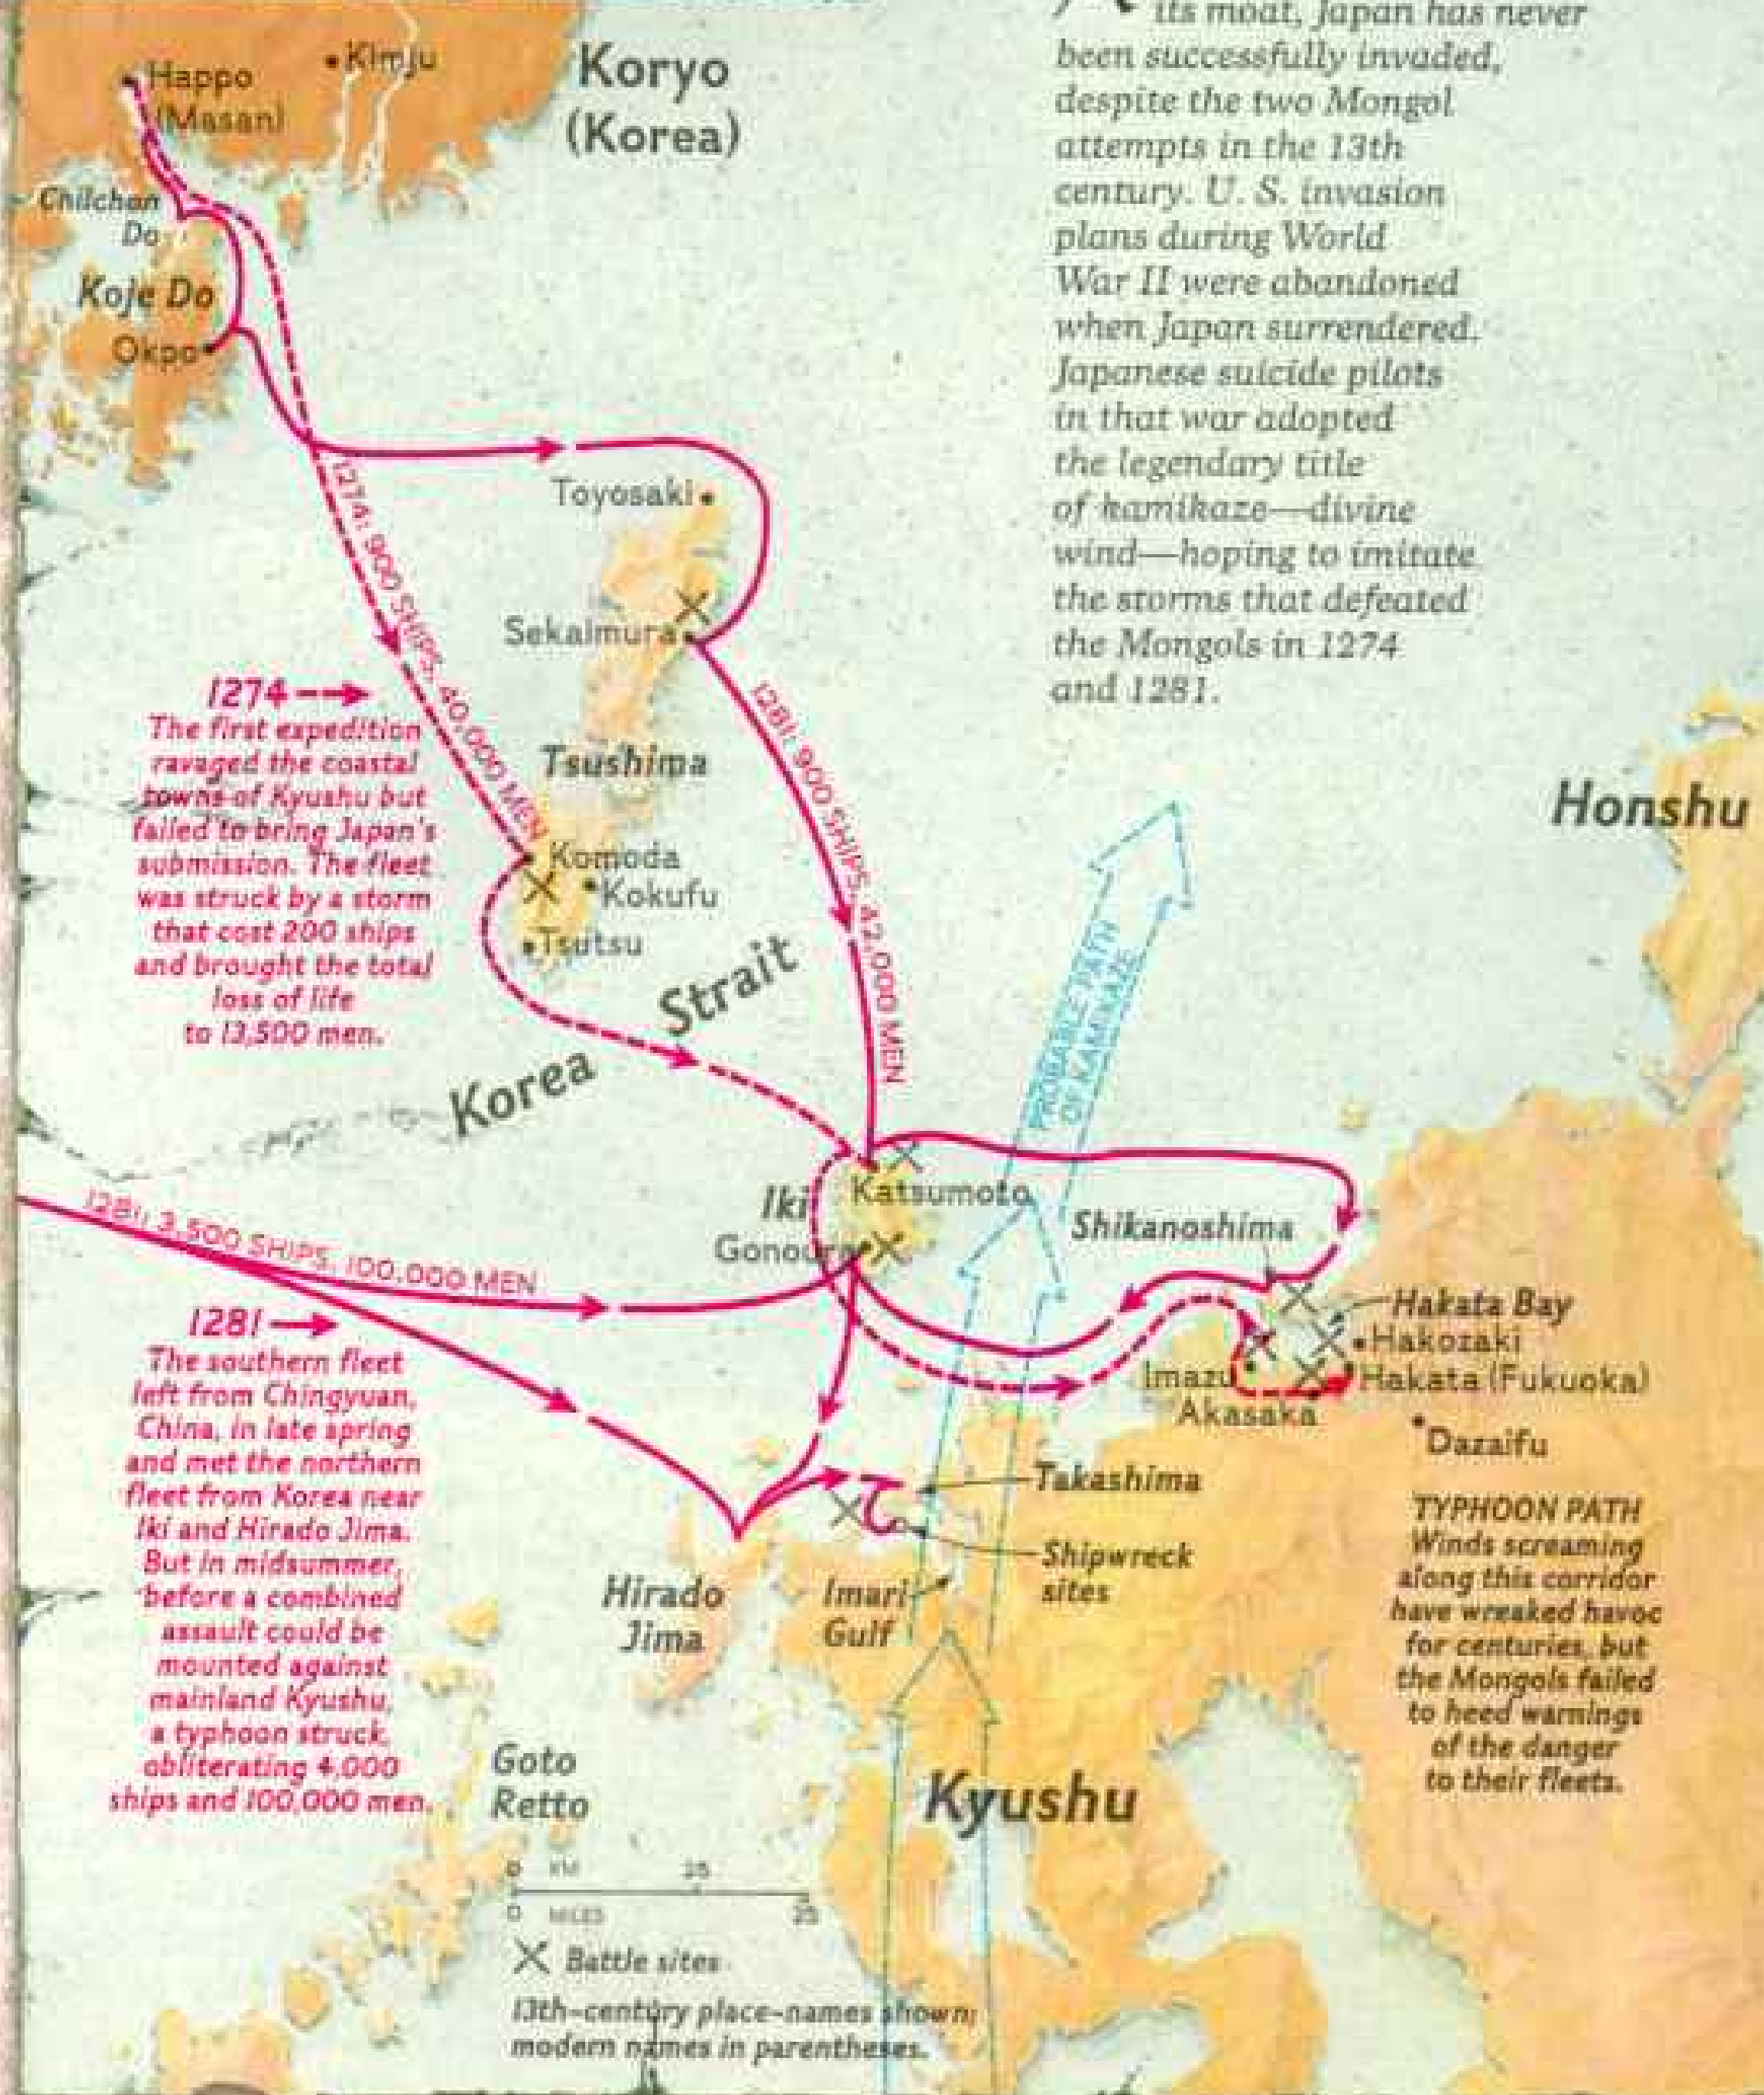 its moat, Japan has never
been successfully invaded,
despite the two Mongol
attempts in the 13th
century. U. S. invasion
plans during World
War II were abandoned
when Japan surrendered.
Japanese suicide pilots
in that war adopted
the legendary title
of kamikaze—divine
wind—hoping to imitate
the storms that defeated
the Mongols in 1274
and 1281.
Happo
(Masan)
Kimju
Koryo
(Korea)
Chilchan
Do
Koje Do
Okpo
Toyosaki
Sekaimura
1274: 900 SHIPS, 40,000 MEN
1281: 900 SHIPS, 42,000 MEN
1274
The first expedition
ravaged the coastal
towns of Kyushu but
failed to bring Japan's
submission. The fleet
was struck by a storm
that cost 200 ships
and brought the total
loss of life
to 13,500 men.
Tsushima
Komoda
Kokufu
Tsutsu
Honshu
Korea Strait
PROBABLE PATH
OF KAMIKAZE
Iki
Katsumoto
Gonoura
Shikanoshima
1281: 3,500 SHIPS, 100,000 MEN
Hakata Bay
Hakozaki
Imazu
Hakata (Fukuoka)
Akasaka
Dazaifu
1281
The southern fleet
left from Chingyuan,
China, in late spring
and met the northern
fleet from Korea near
Iki and Hirado Jima.
But in midsummer,
before a combined
assault could be
mounted against
mainland Kyushu,
a typhoon struck,
obliterating 4,000
ships and 100,000 men.
Takashima
Shipwreck
sites
Hirado
Jima
Imari
Gulf
TYPHOON PATH
Winds screaming
along this corridor
have wreaked havoc
for centuries, but
the Mongols failed
to heed warnings
of the danger
to their fleets.
Goto
Retto
Kyushu
0 KM 25
0 MILES 25
Battle sites
13th-century place-names shown;
modern names in parentheses.